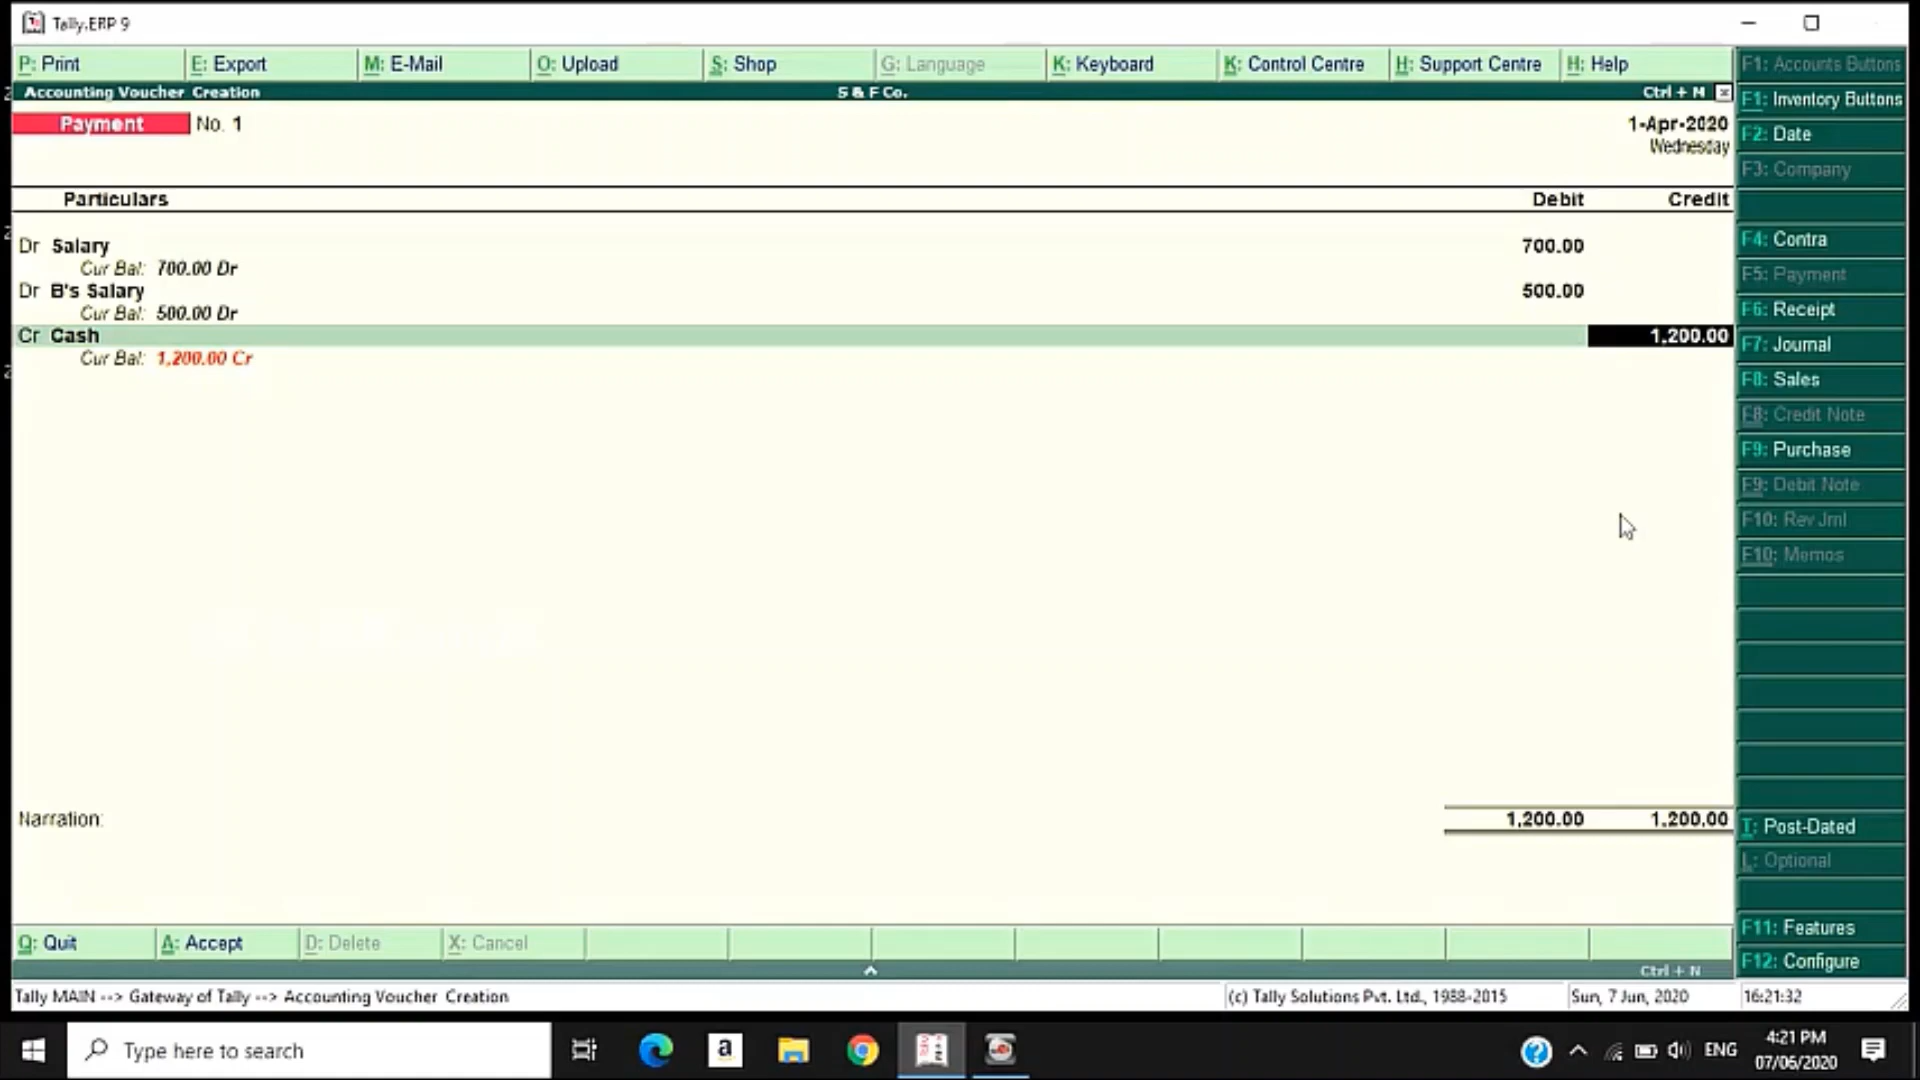 Tally.ERP 9
P: Print E: Export M: E-Mail O: Upload S: Shop G: Language K: Keyboard K: Control Centre H: Support Centre H: Help
Accounting Voucher Creation S & F Co. Ctrl + M
Payment No. 1 1-Apr-2020
Wednesday
Particulars Debit Credit
Dr Salary 700.00
Cur Bal: 700.00 Dr
Dr B's Salary 500.00
Cur Bal: 500.00 Dr
Cr Cash 1,200.00
Cur Bal: 1,200.00 Cr
Narration: 1,200.00 1,200.00
F1: Accounts Buttons
F1: Inventory Buttons
F2: Date
F3: Company
F4: Contra
F5: Payment
F6: Receipt
F7: Journal
F8: Sales
F8: Credit Note
F9: Purchase
F9: Debit Note
F10: Rev Jrnl
F10: Memos
T: Post-Dated
L: Optional
F11: Features
F12: Configure
Q: Quit A: Accept D: Delete X: Cancel
Ctrl + N
Tally MAIN --> Gateway of Tally --> Accounting Voucher Creation (c) Tally Solutions Pvt. Ltd., 1988-2015 Sun, 7 Jun, 2020 16:21:32
Type here to search
ENG
4:21 PM
07/06/2020